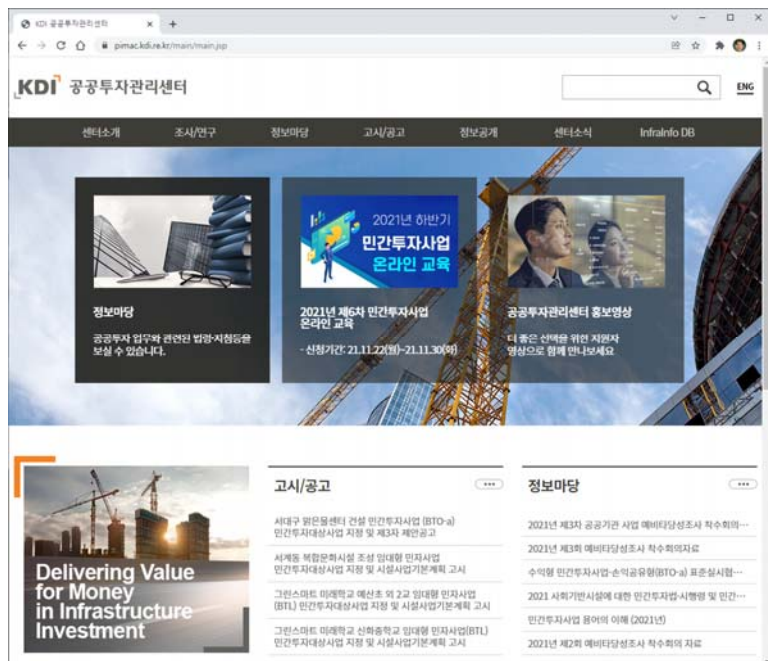 KDI 공공투자관리센터
pimac.kdi.re.kr/main/main.jsp
KDI 공공투자관리센터
ENG
센터소개 조사/연구 정보마당 고시/공고 정보공개 센터소식 InfraInfo DB
정보마당
공공투자 업무와 관련된 법령·지침등을
보실 수 있습니다.
2021년 하반기
민간투자사업
온라인 교육
2021년 제6차 민간투자사업
온라인 교육
- 신청기간: 21.11.22(월)~21.11.30(화)
공공투자관리센터 홍보영상
더 좋은 선택을 위한 지원자
영상으로 함께 만나보세요
Delivering Value
for Money
in Infrastructure
Investment
고시/공고
서대구 맑은물센터 건설 민간투자사업 (BTO-a)
민간투자대상사업 지정 및 제3자 제안공고
서계동 복합문화시설 조성 임대형 민자사업
민간투자대상사업 지정 및 시설사업기본계획 고시
그린스마트 미래학교 예산초 외 2교 임대형 민자사업
(BTL) 민간투자대상사업 지정 및 시설사업기본계획 고시
그린스마트 미래학교 신화중학교 임대형 민자사업(BTL)
민간투자대상사업 지정 및 시설사업기본계획 고시
정보마당
2021년 제3차 공공기관 사업 예비타당성조사 착수회의···
2021년 제3회 예비타당성조사 착수회의자료
수익형 민간투자사업-손익공유형(BTO-a) 표준실시협···
2021 사회기반시설에 대한 민간투자법·시행령 및 민간···
민간투자사업 용어의 이해 (2021년)
2021년 제2회 예비타당성조사 착수회의 자료